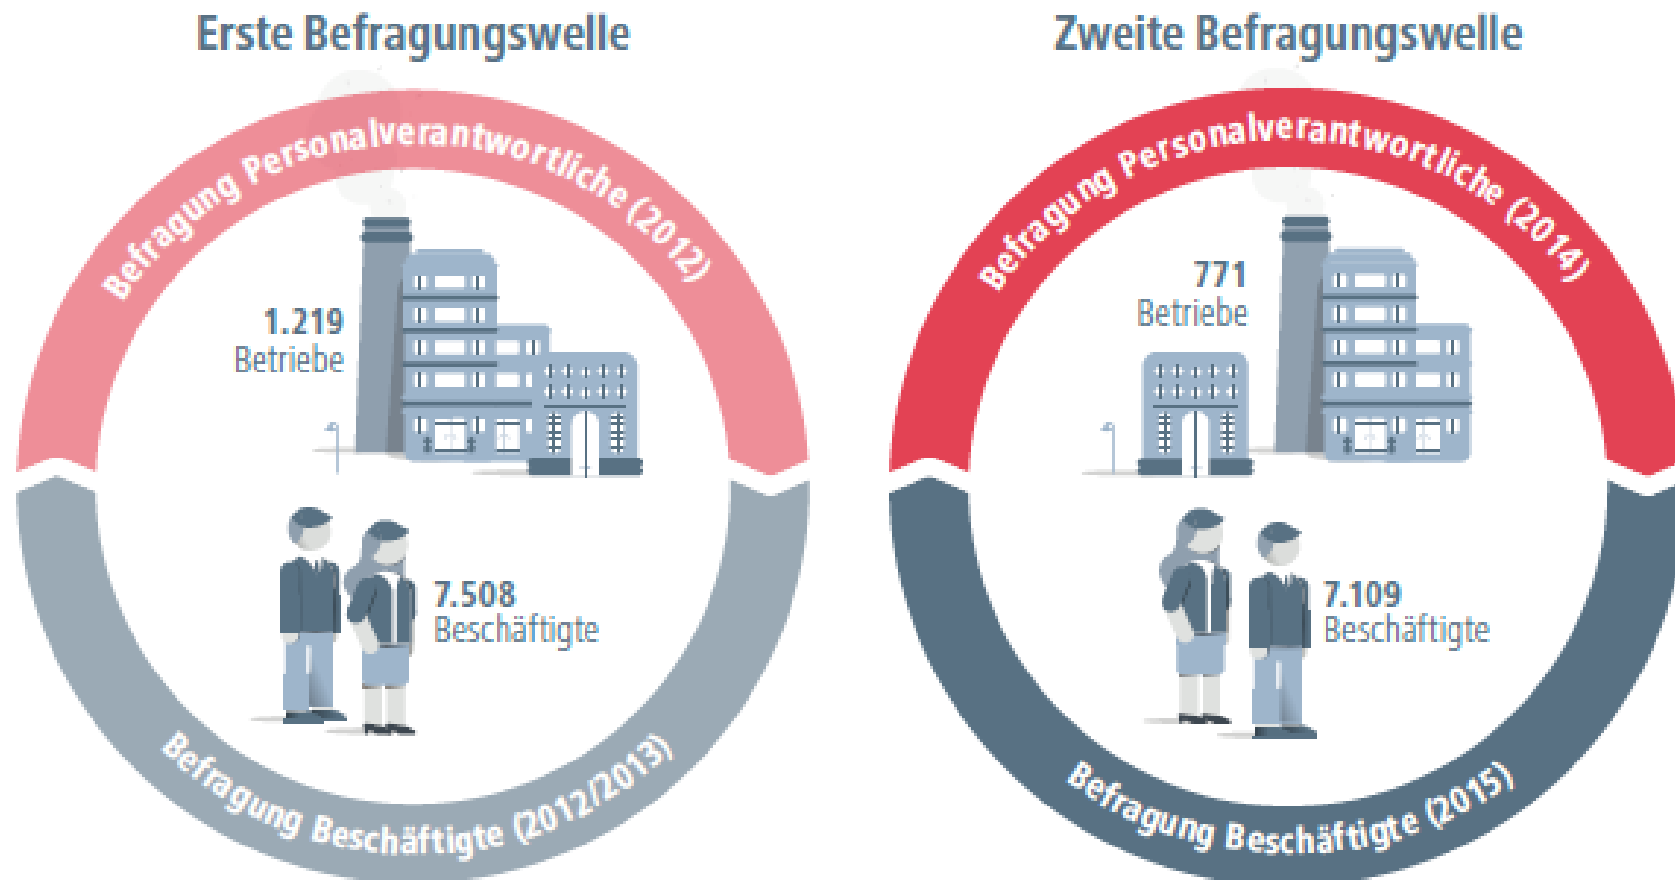 Erste Befragungswelle
Befragung Personalverantwortliche (2012)
1.219
Betriebe
7.508
Beschäftigte
Befragung Beschäftigte (2012/2013)
Zweite Befragungswelle
Befragung Personalverantwortliche (2014)
771
Betriebe
7.109
Beschäftigte
Befragung Beschäftigte (2015)